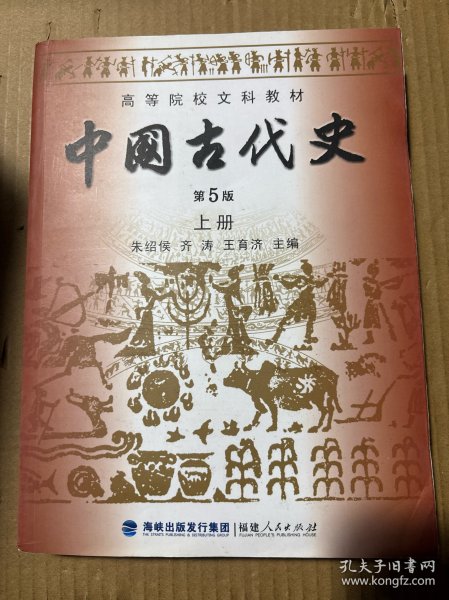 高等院校文科教材
中国古代史
第5版
上册
朱绍侯 齐涛 王育济 主编
海峡出版发行集团 福建人民出版社
THE STRAITS PUBLISHING & DISTRIBUTING GROUP FUJIAN PEOPLE'S PUBLISHING HOUSE
孔夫子旧书网
www.kongfz.com